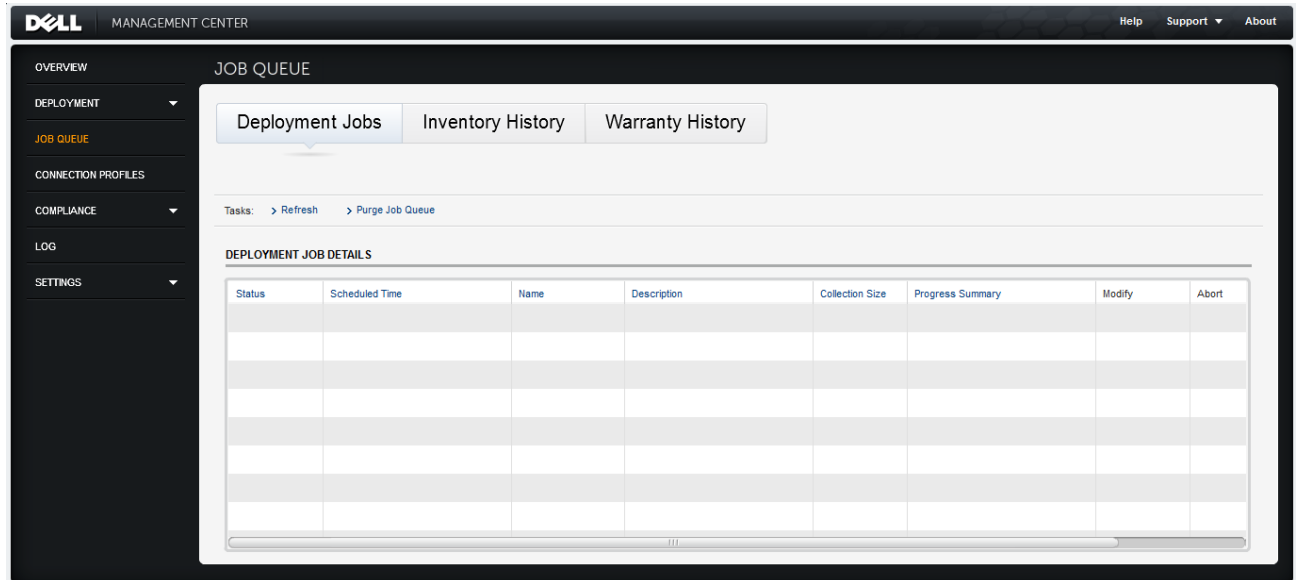 DELL MANAGEMENT CENTER Help Support About
OVERVIEW
DEPLOYMENT
JOB QUEUE
CONNECTION PROFILES
COMPLIANCE
LOG
SETTINGS
JOB QUEUE
Deployment Jobs Inventory History Warranty History
Tasks: > Refresh > Purge Job Queue
DEPLOYMENT JOB DETAILS
Status Scheduled Time Name Description Collection Size Progress Summary Modify Abort